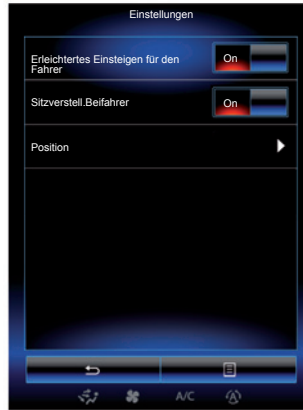 Einstellungen
Erleichtertes Einsteigen für den
Fahrer
On
Sitzverstell.Beifahrer
On
Position
A/C
A